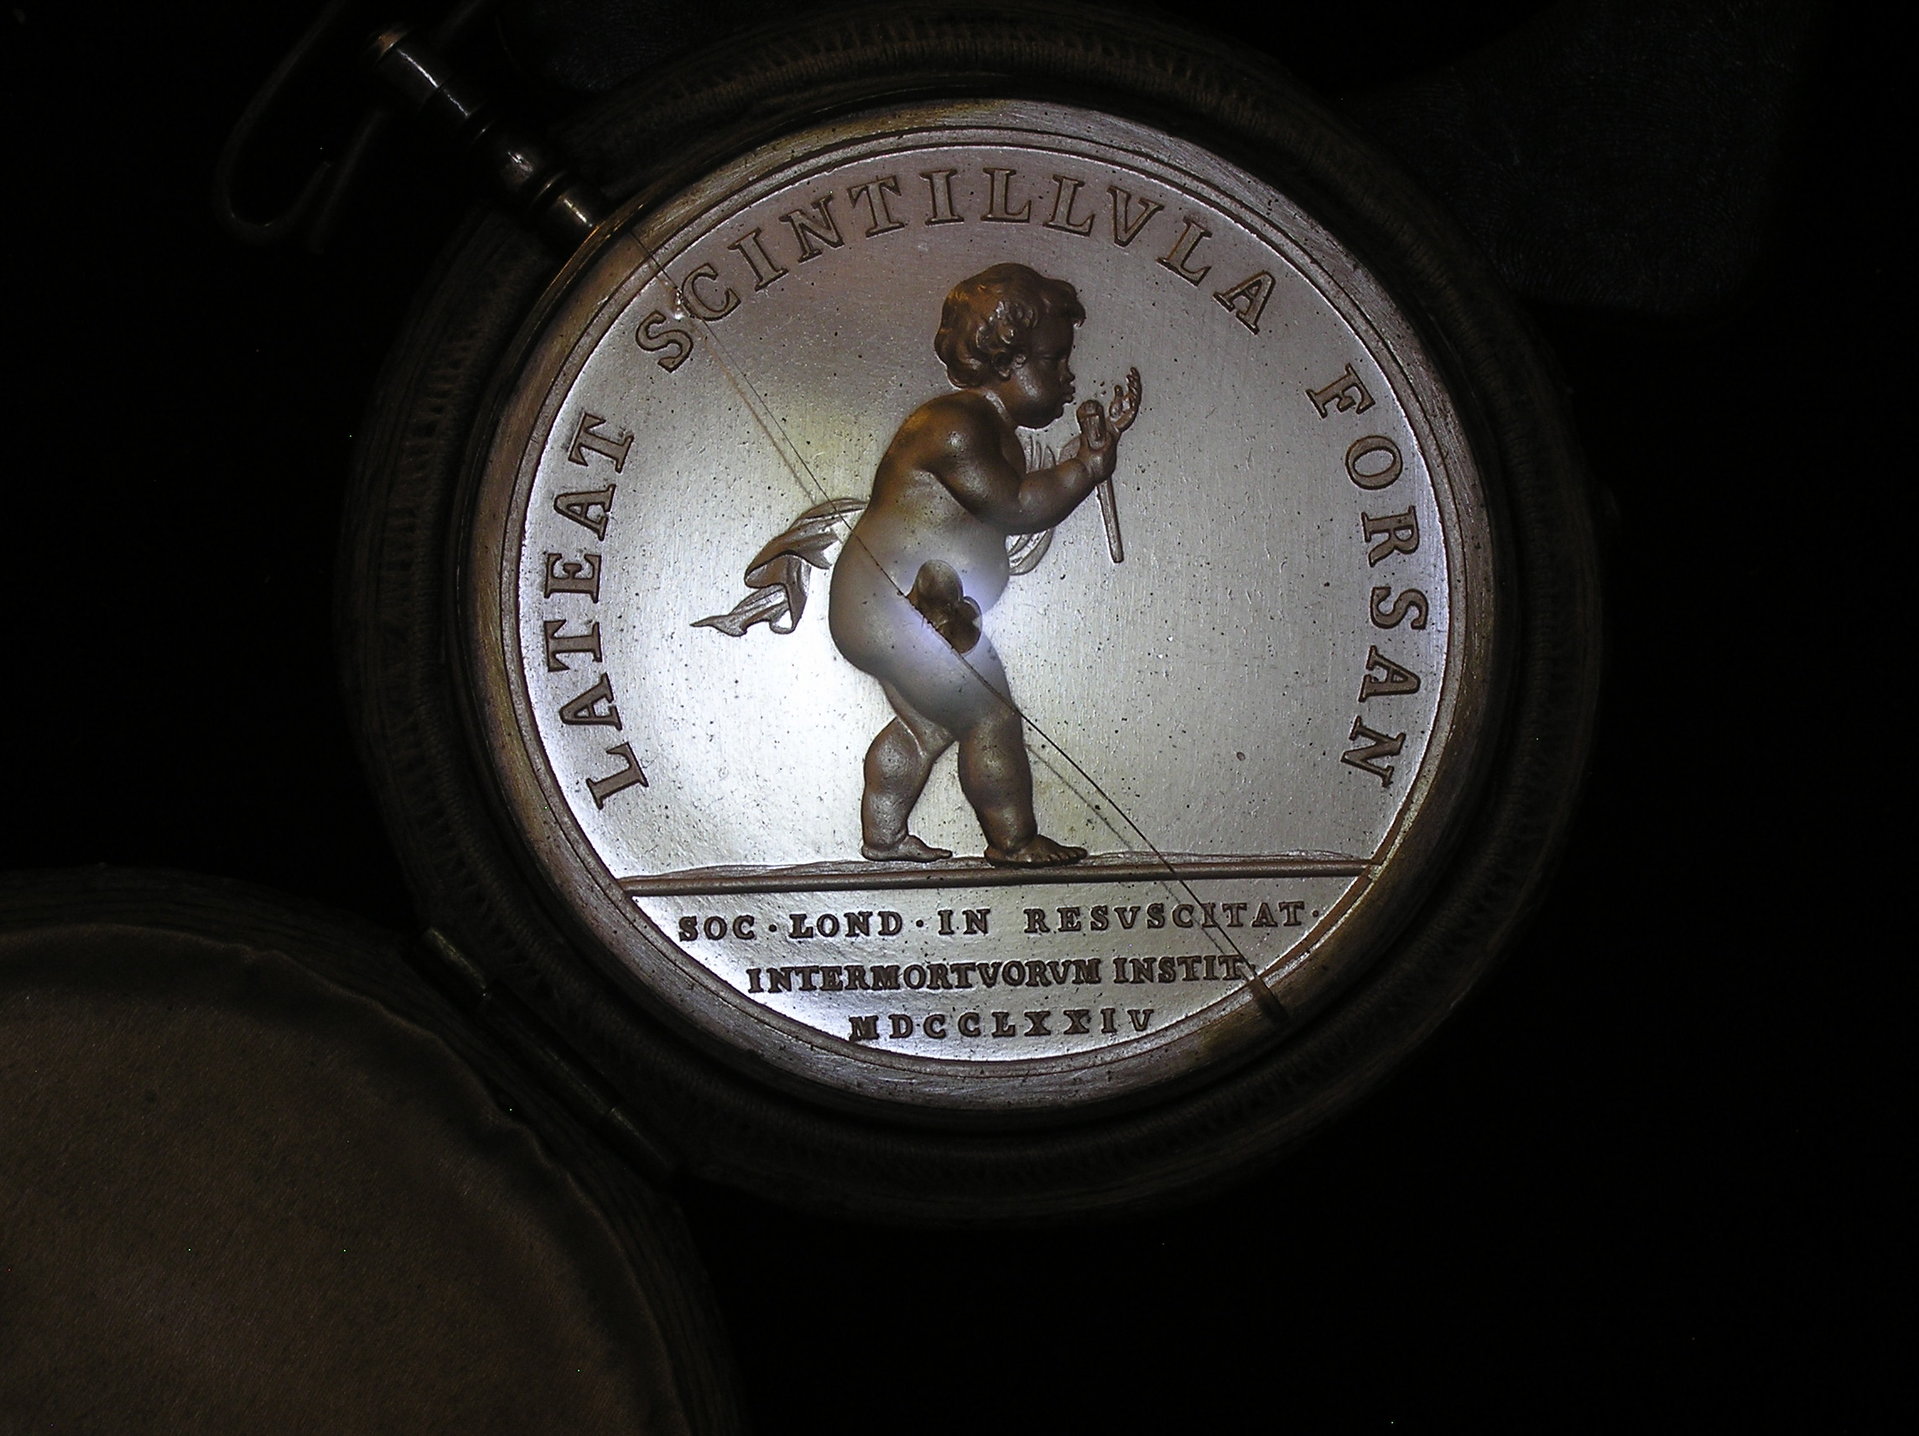 LATEAT SCINTILLVLA FORSAN
SOC·LOND·IN RESVSCITAT·
INTERMORTVORVM INSTIT·
MDCCLXXIV